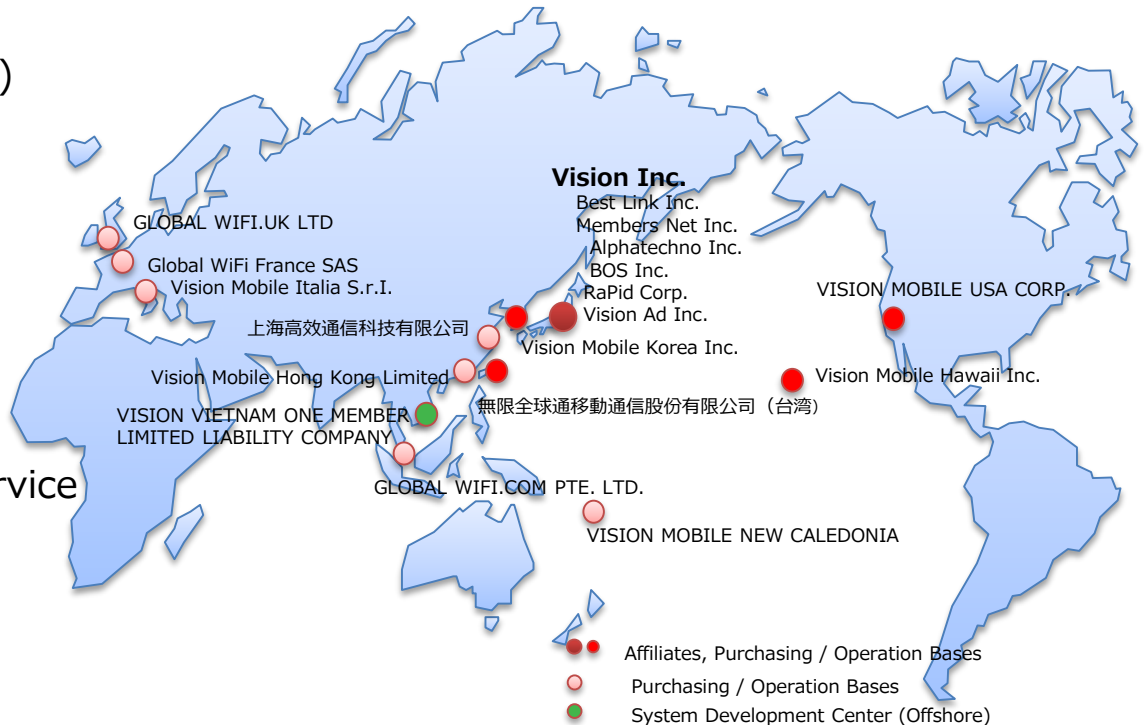 )
Vision Inc.
Best Link Inc.
Members Net Inc.
Alphatechno Inc.
BOS Inc.
RaPid Corp.
Vision Ad Inc.
GLOBAL WIFI.UK LTD
Global WiFi France SAS
Vision Mobile Italia S.r.I.
VISION MOBILE USA CORP.
上海高效通信科技有限公司
Vision Mobile Korea Inc.
Vision Mobile Hong Kong Limited
Vision Mobile Hawaii Inc.
無限全球通移動通信股份有限公司（台湾）
VISION VIETNAM ONE MEMBER
LIMITED LIABILITY COMPANY
rvice
GLOBAL WIFI.COM PTE. LTD.
VISION MOBILE NEW CALEDONIA
Affiliates, Purchasing / Operation Bases
Purchasing / Operation Bases
System Development Center (Offshore)